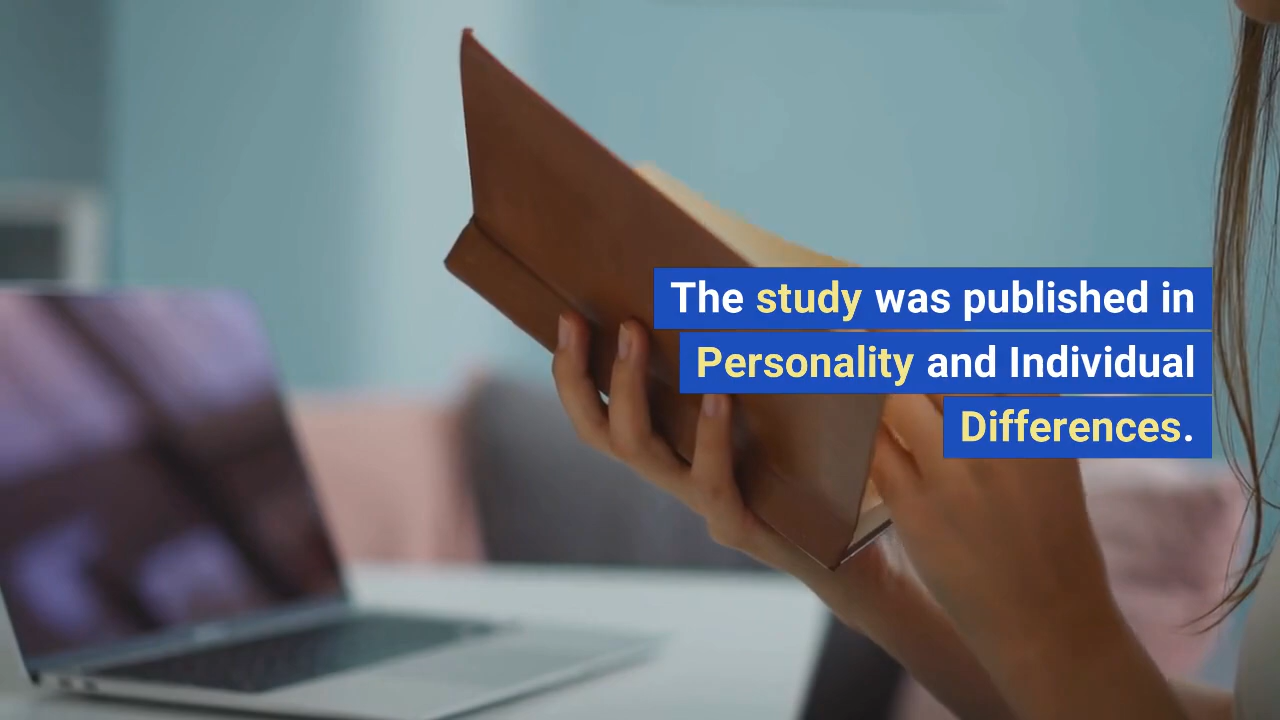 The study was published in
Personality and Individual
Differences.